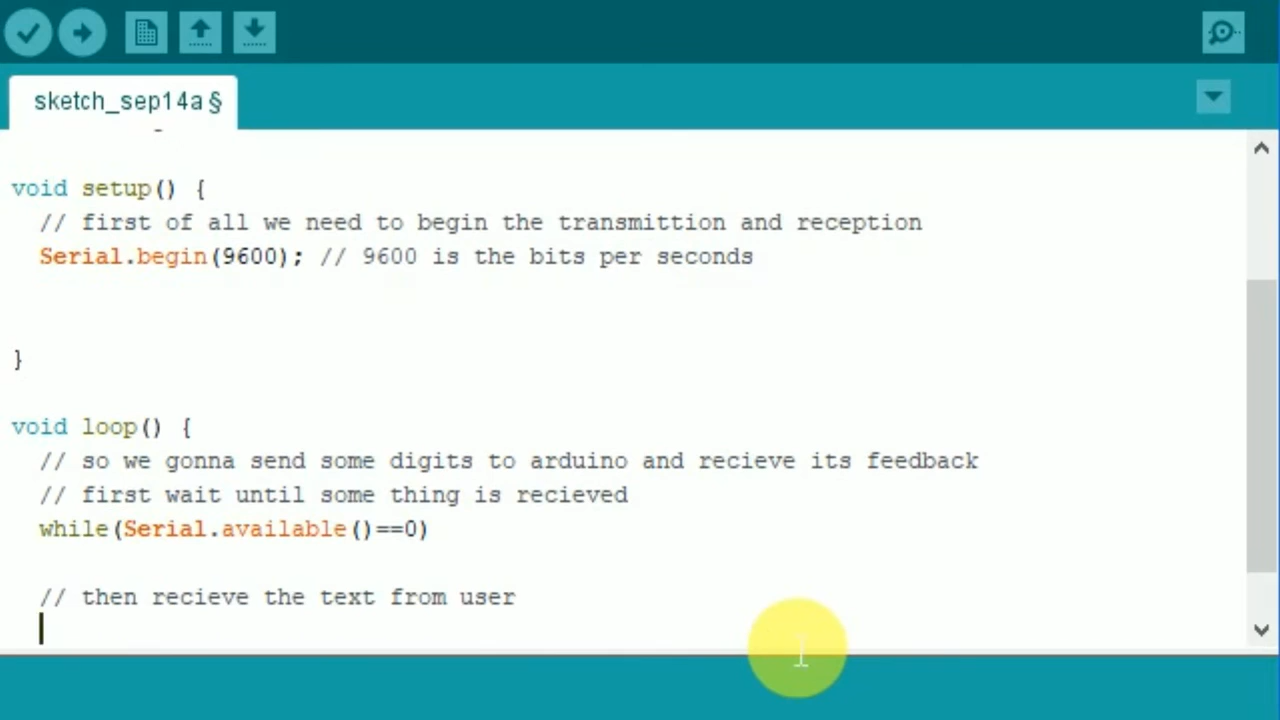 sketch_sep14a §
void setup() {
// first of all we need to begin the transmittion and reception
Serial.begin(9600); // 9600 is the bits per seconds
}
void loop() {
// so we gonna send some digits to arduino and recieve its feedback
// first wait until some thing is recieved
while(Serial.available()==0)
// then recieve the text from user